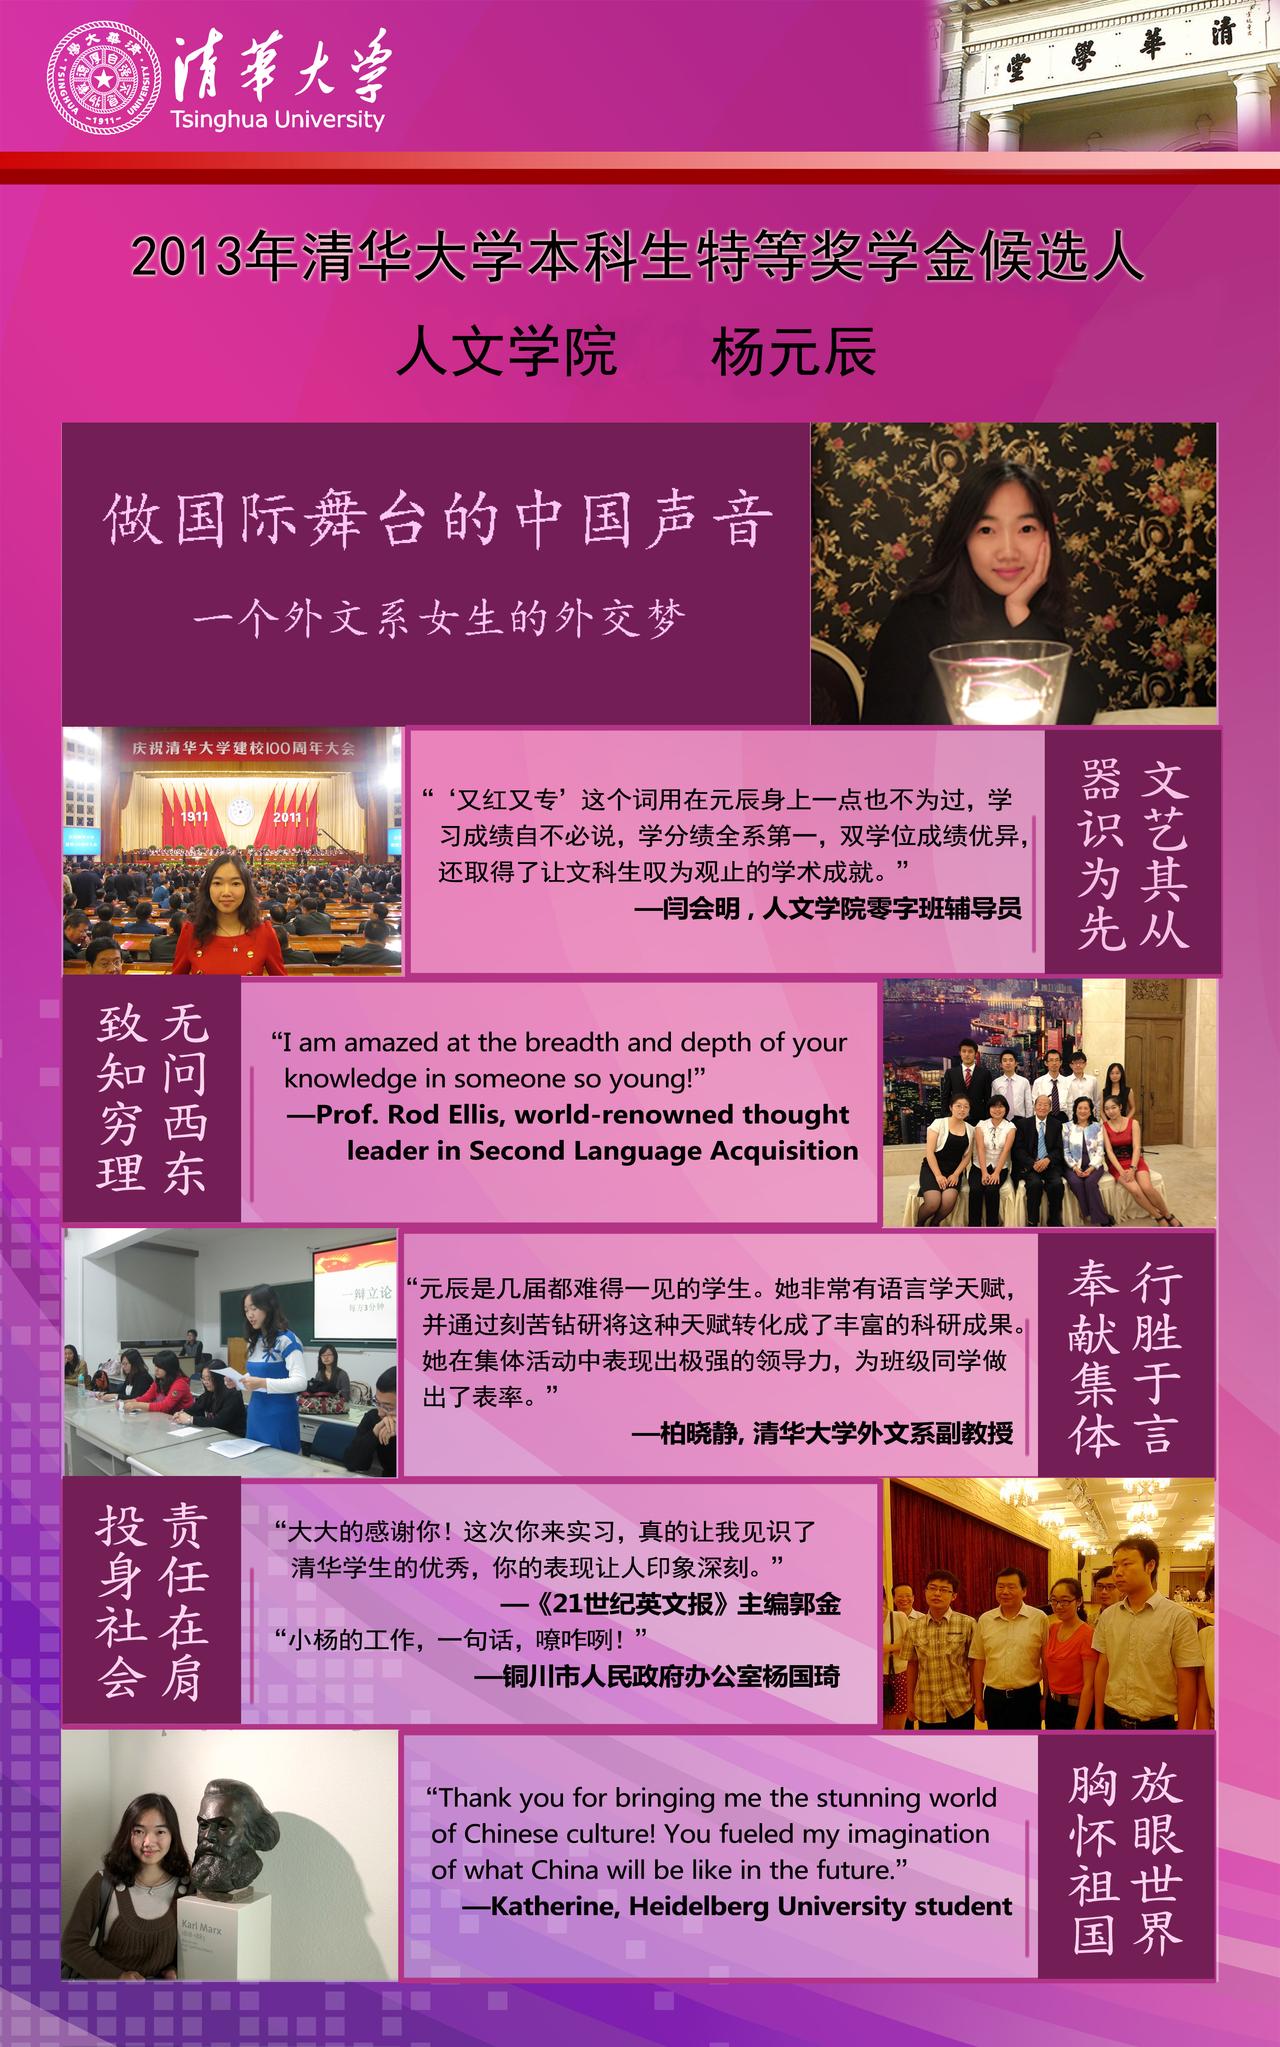 清华大学
Tsinghua University
清華學堂
2013年清华大学本科生特等奖学金候选人
人文学院 杨元辰
做国际舞台的中国声音
一个外文系女生的外交梦
庆祝清华大学建校100周年大会
1911 2011
“‘又红又专’这个词用在元辰身上一点也不为过，学
习成绩自不必说，学分绩全系第一，双学位成绩优异，
还取得了让文科生叹为观止的学术成就。”
—闫会明，人文学院零字班辅导员
文艺其从
器识为先
无问西东
致知穷理
“I am amazed at the breadth and depth of your
knowledge in someone so young!”
—Prof. Rod Ellis, world-renowned thought
leader in Second Language Acquisition
一辩立论
每方3分钟
“元辰是几届都难得一见的学生。她非常有语言学天赋，
并通过刻苦钻研将这种天赋转化成了丰富的科研成果。
她在集体活动中表现出极强的领导力，为班级同学做
出了表率。”
—柏晓静, 清华大学外文系副教授
行胜于言
奉献集体
责任在肩
投身社会
“大大的感谢你！这次你来实习，真的让我见识了
清华学生的优秀，你的表现让人印象深刻。”
—《21世纪英文报》主编郭金
“小杨的工作，一句话，嘹咋咧！”
—铜川市人民政府办公室杨国琦
Karl Marx
“Thank you for bringing me the stunning world
of Chinese culture! You fueled my imagination
of what China will be like in the future.”
—Katherine, Heidelberg University student
放眼世界
胸怀祖国